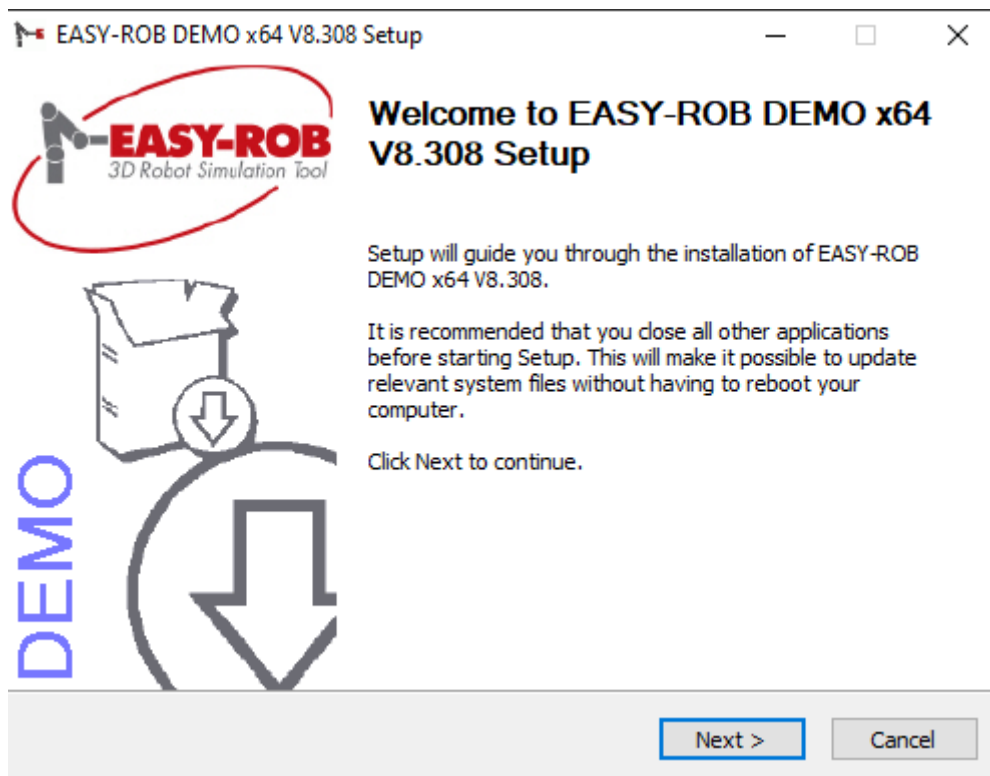 EASY-ROB DEMO x64 V8.308 Setup
EASY-ROB
3D Robot Simulation Tool
DEMO
Welcome to EASY-ROB DEMO x64
V8.308 Setup
Setup will guide you through the installation of EASY-ROB
DEMO x64 V8.308.
It is recommended that you close all other applications
before starting Setup. This will make it possible to update
relevant system files without having to reboot your
computer.
Click Next to continue.
Next >
Cancel